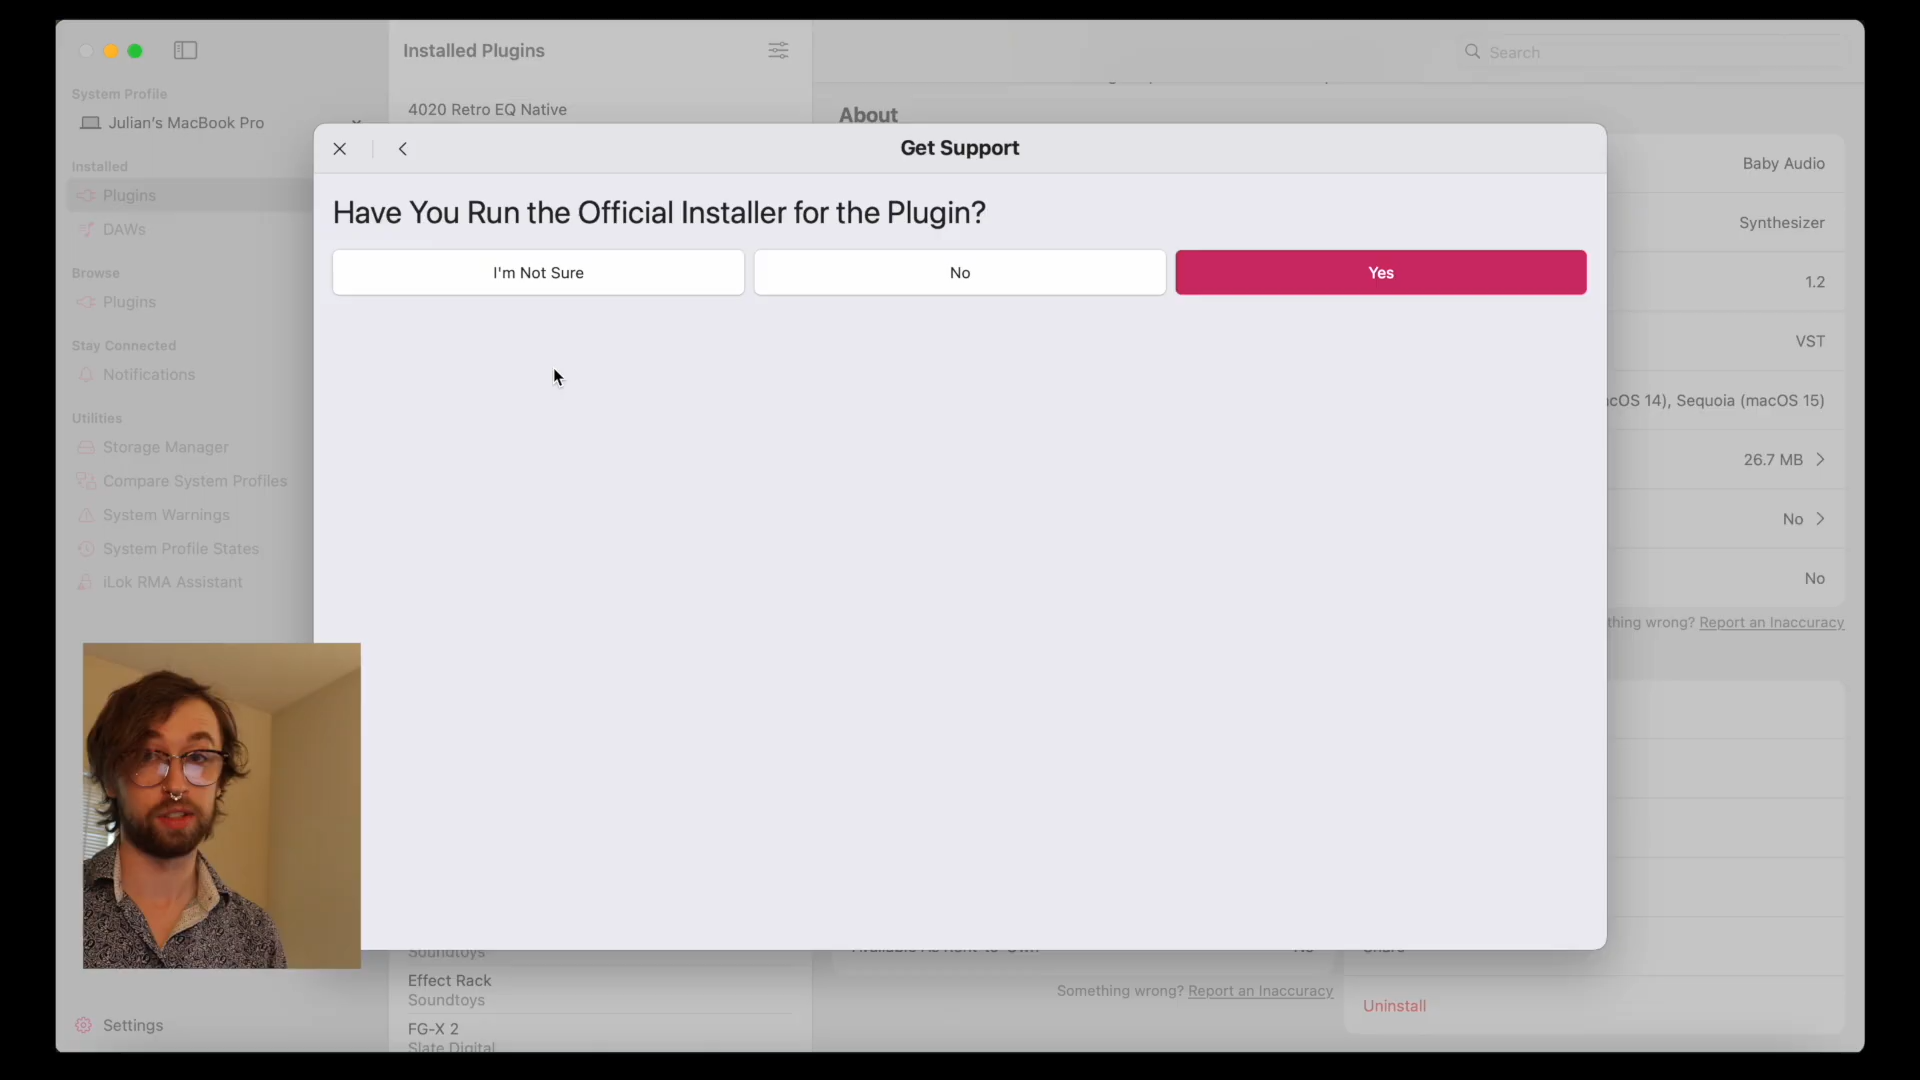 Installed Plugins
Search
System Profile
Julian's MacBook Pro
4020 Retro EQ Native
About
Get Support
Installed
Plugins
DAWs
Browse
Plugins
Stay Connected
Notifications
Utilities
Storage Manager
Compare System Profiles
System Warnings
System Profile States
iLok RMA Assistant
Settings
Have You Run the Official Installer for the Plugin?
I'm Not Sure
No
Yes
Baby Audio
Synthesizer
1.2
VST
cOS 14), Sequoia (macOS 15)
26.7 MB
No
No
thing wrong? Report an Inaccuracy
Soundtoys
Effect Rack
Soundtoys
FG-X 2
Slate Digital
Something wrong? Report an Inaccuracy
Uninstall